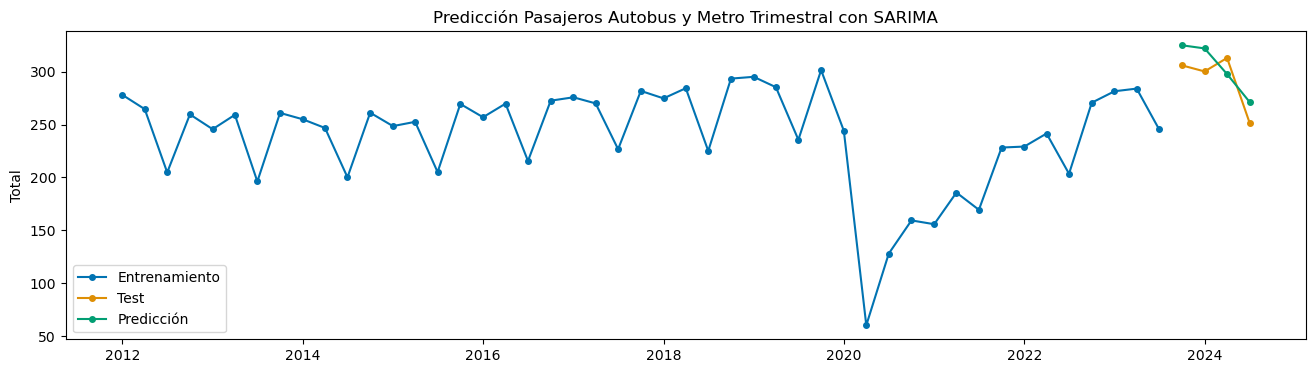 Predicción Pasajeros Autobus y Metro Trimestral con SARIMA
Total
300
250
200
150
100
50
Entrenamiento
Test
Predicción
2012
2014
2016
2018
2020
2022
2024